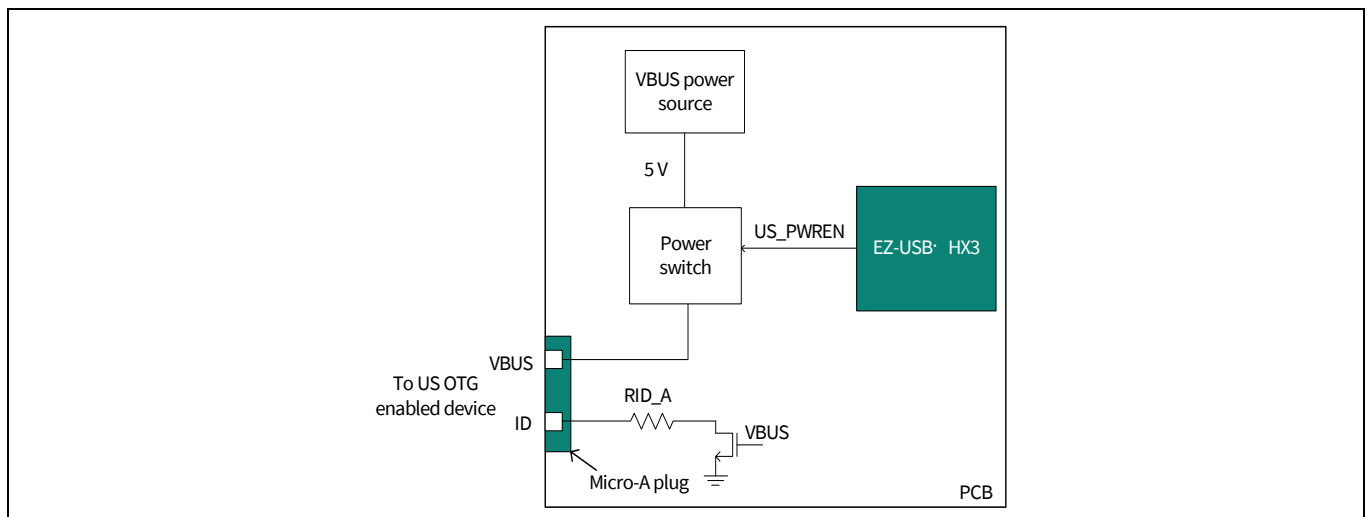 VBUS power
source
5 V
US_PWREN
Power
switch
EZ-USB· HX3
VBUS
To US OTG
enabled device
RID_A
ID
VBUS
Micro-A plug
PCB